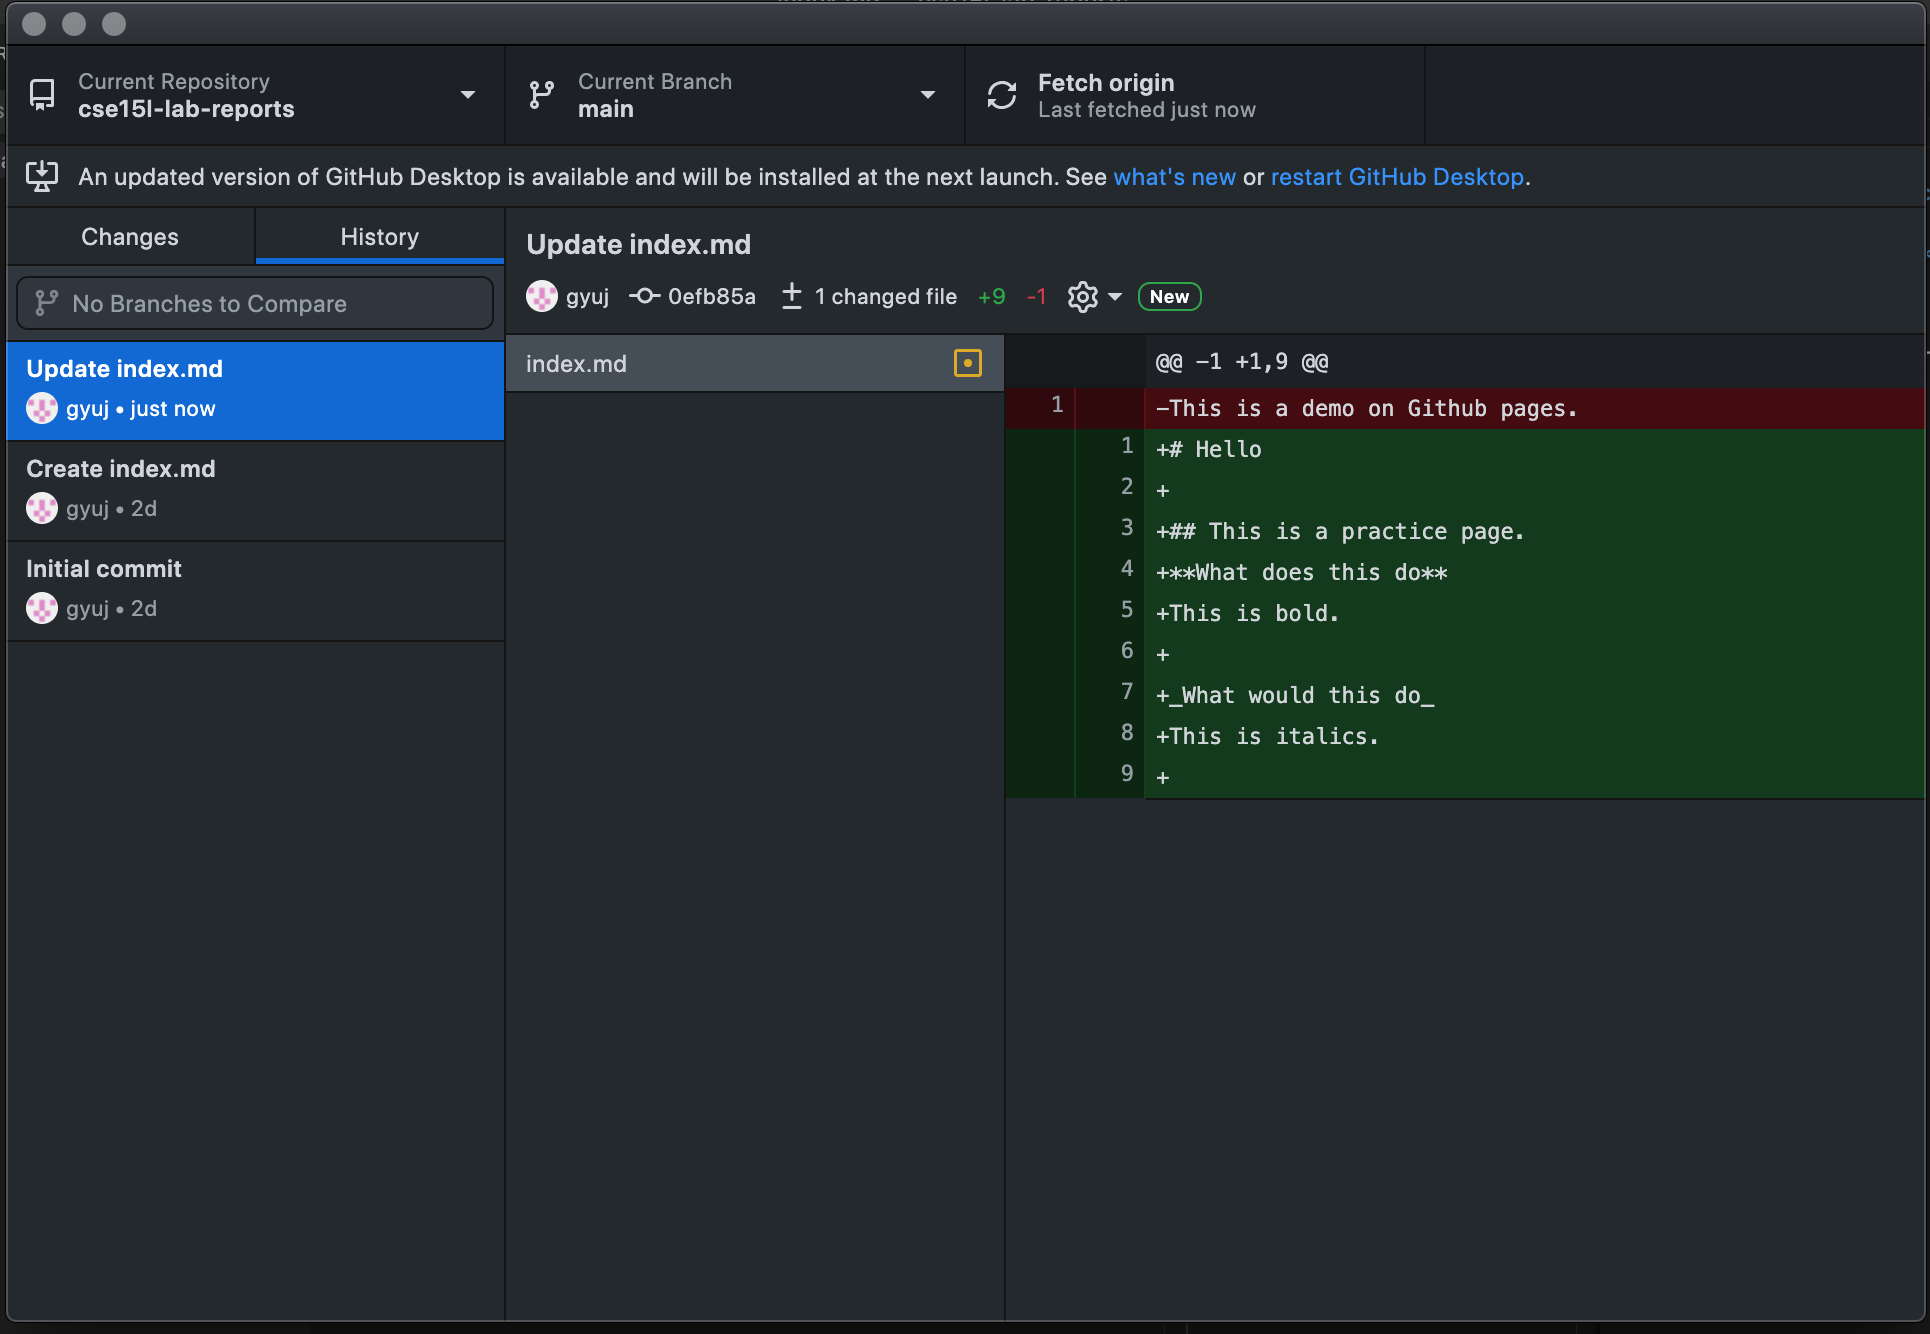 Current Repository
cse15l-lab-reports
Current Branch
main
Fetch origin
Last fetched just now
An updated version of GitHub Desktop is available and will be installed at the next launch. See what's new or restart GitHub Desktop.
Changes
History
No Branches to Compare
Update index.md
gyuj • just now
Create index.md
gyuj • 2d
Initial commit
gyuj • 2d
Update index.md
gyuj 0efb85a 1 changed file +9 -1 New
index.md
@@ -1 +1,9 @@
1 -This is a demo on Github pages.
1 +# Hello
2 +
3 +## This is a practice page.
4 +**What does this do**
5 +This is bold.
6 +
7 +_What would this do_
8 +This is italics.
9 +